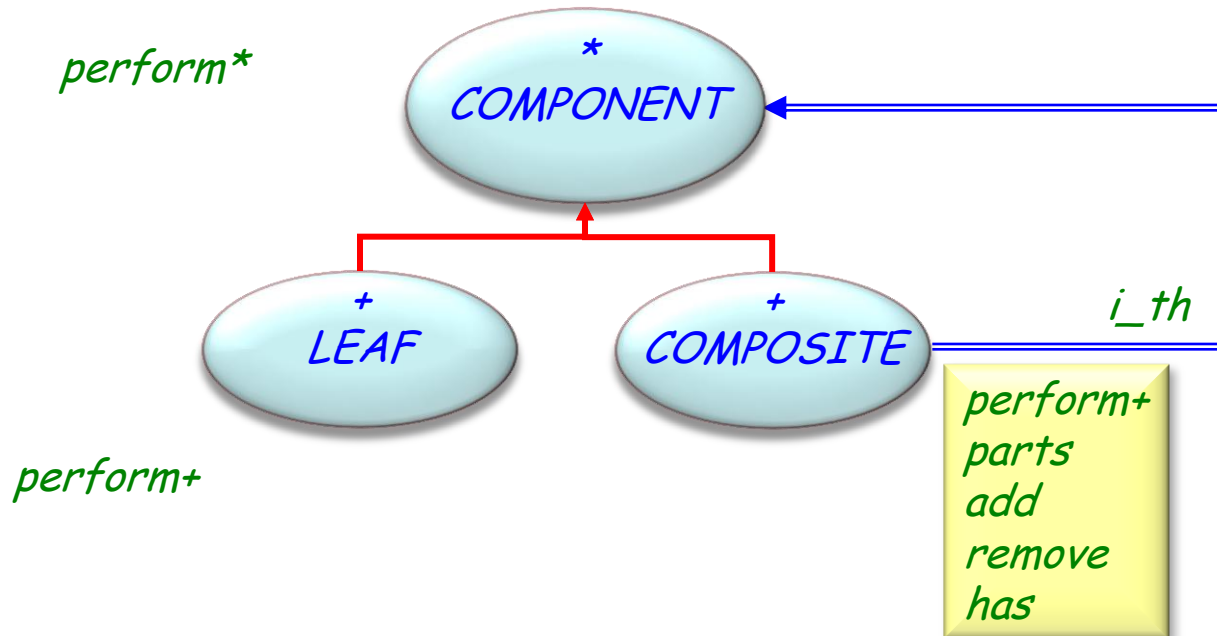 perform*
*
COMPONENT
+
LEAF
+
COMPOSITE
i_th
perform+
perform+
parts
add
remove
has